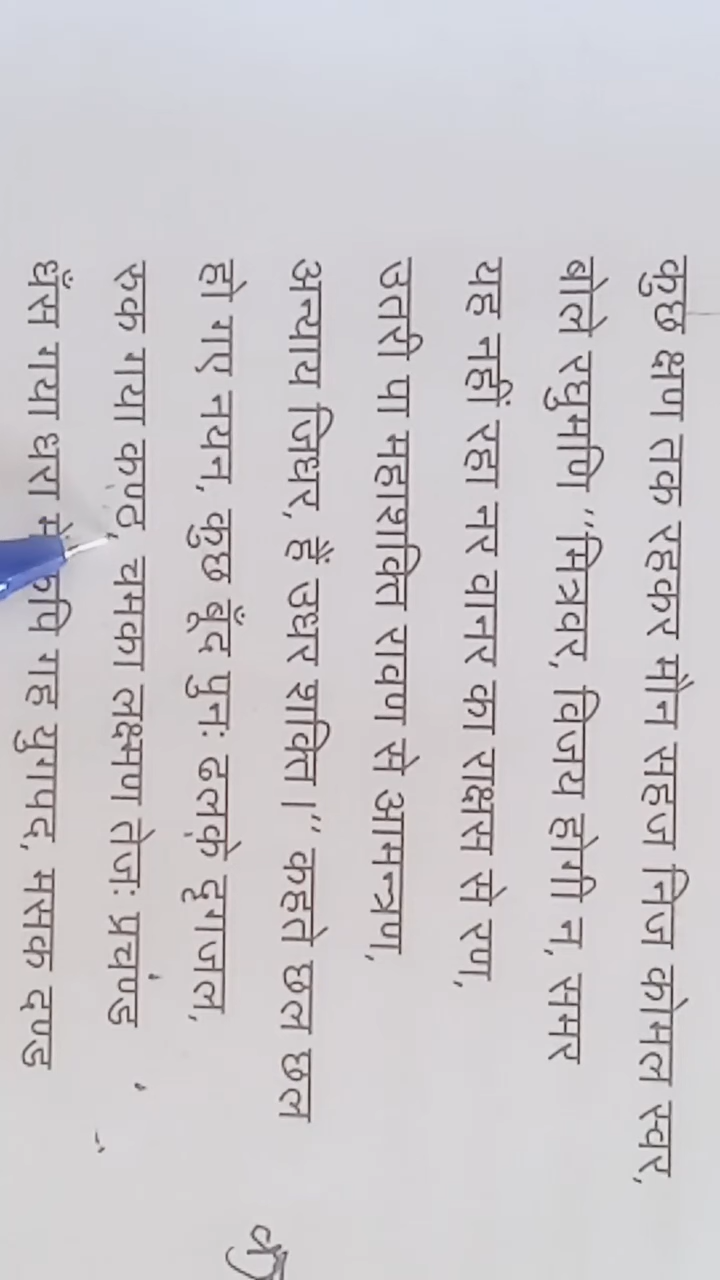 कुछ क्षण तक रहकर मौन सहज निज कोमल स्वर,
बोले रघुमणि "मित्रवर, विजय होगी न, समर
यह नहीं रहा नर वानर का राक्षस से रण,
उतरी पा महाशक्ति रावण से आमन्त्रण,
अन्याय जिधर, हैं उधर शक्ति।" कहते छल छल
हो गए नयन, कुछ बूँद पुनः ढलके दृगजल,
रुक गया कण्ठ, चमका लक्ष्मण तेजः प्रचंण्ड
धँस गया धरा में कपि गह युगपद, मसक दण्ड